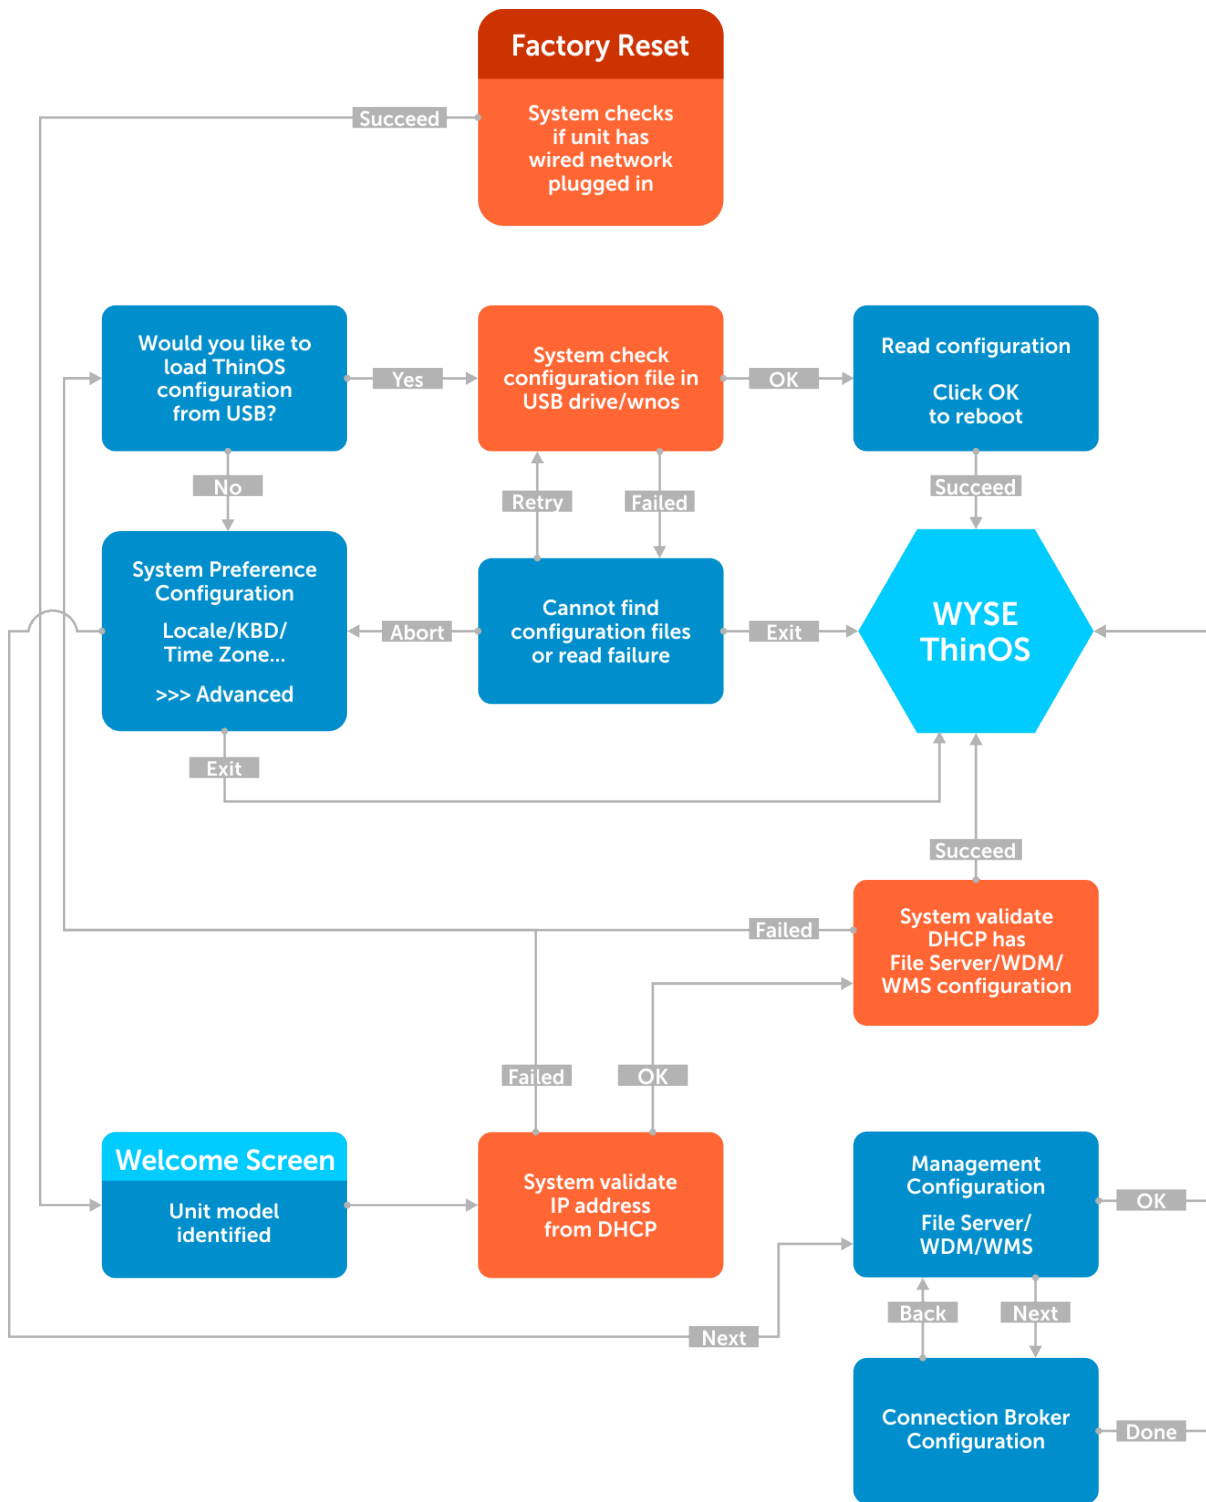 Factory Reset
System checks
if unit has
wired network
plugged in
Succeed
Would you like to
load ThinOS
configuration
from USB?
Yes
System check
configuration file in
USB drive/wnos
OK
Read configuration
Click OK
to reboot
No
Retry
Failed
Succeed
System Preference
Configuration
Locale/KBD/
Time Zone...
>>> Advanced
Abort
Cannot find
configuration files
or read failure
Exit
WYSE
ThinOS
Exit
Succeed
Failed
System validate
DHCP has
File Server/WDM/
WMS configuration
Failed
OK
Welcome Screen
Unit model
identified
System validate
IP address
from DHCP
Management
Configuration
File Server/
WDM/WMS
OK
Next
Back
Next
Connection Broker
Configuration
Done